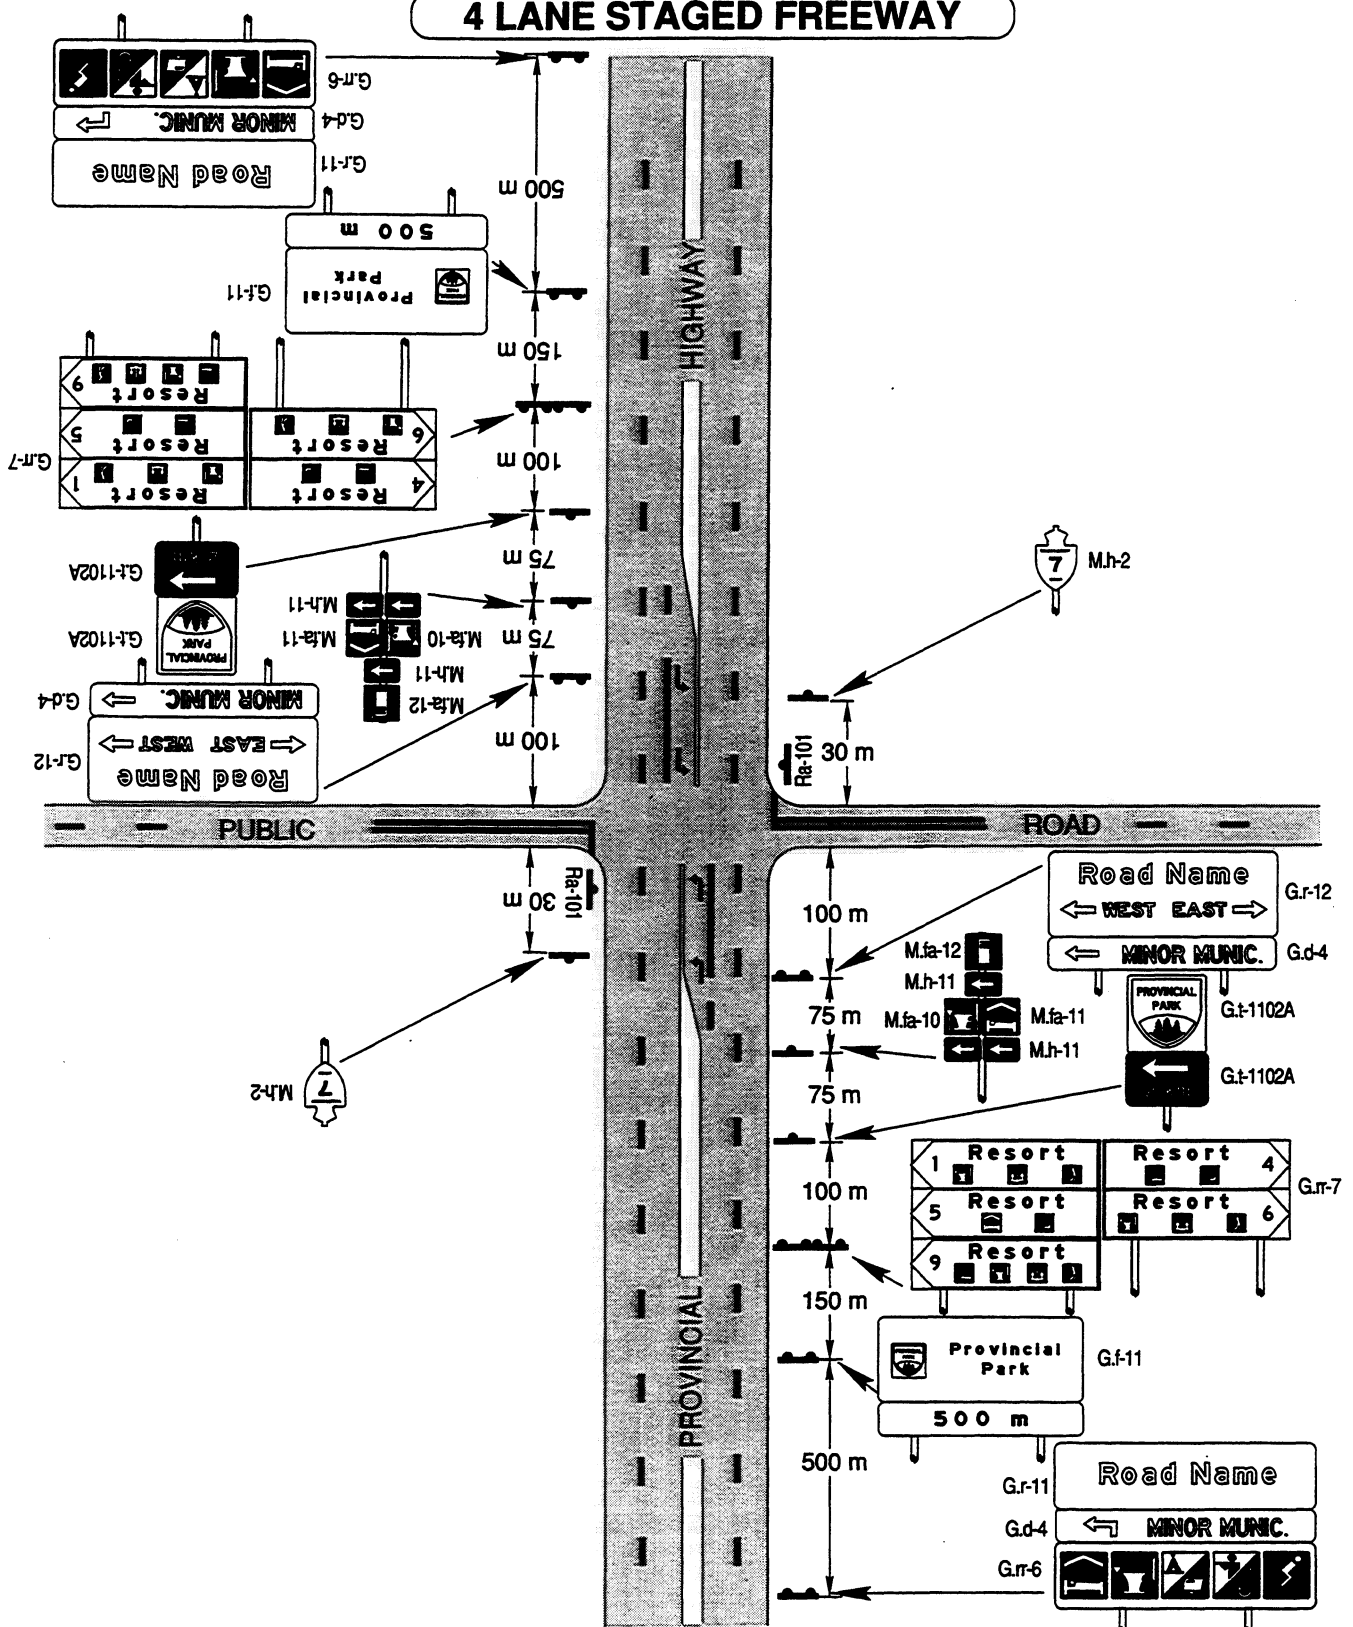 4 LANE STAGED FREEWAY
G.rr-6
MINOR MUNIC.
G.d-4
Road Name
G.r-11
500 m
500 m
Provincial
Park
G.f-11
HIGHWAY
150 m
9
Resort
5
Resort
1
Resort
6
Resort
4
Resort
G.rr-7
100 m
G.t-1102A
PROVINCIAL
PARK
G.t-1102A
75 m
M.h-11
M.fa-11
M.fa-10
M.h-11
M.fa-12
75 m
7
M.h-2
MINOR MUNIC.
G.d-4
EAST WEST
Road Name
G.r-12
100 m
Ra-101
30 m
PUBLIC
ROAD
Ra-101
30 m
7
M.h-2
100 m
Road Name
WEST EAST
G.r-12
MINOR MUNIC.
G.d-4
M.fa-12
M.h-11
M.fa-10
M.fa-11
M.h-11
75 m
PROVINCIAL
PARK
G.t-1102A
G.t-1102A
75 m
100 m
1
Resort
5
Resort
9
Resort
Resort
4
Resort
6
G.rr-7
150 m
PROVINCIAL
Provincial
Park
G.f-11
500 m
500 m
Road Name
G.r-11
MINOR MUNIC.
G.d-4
G.rr-6